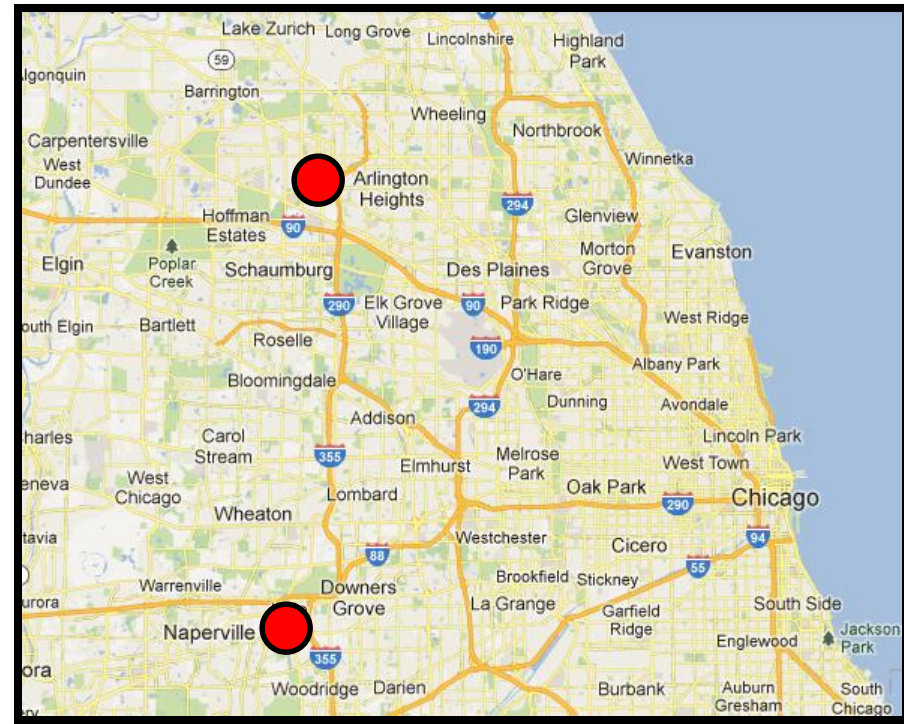 Lake Zurich
Long Grove
Lincolnshire
Highland
Park
59
lgonquin
Barrington
Wheeling
Northbrook
Carpentersville
West
Dundee
Winnetka
Arlington
Heights
294
Hoffman
Estates
90
Glenview
Elgin
Poplar
Creek
Schaumburg
Des Plaines
Morton
Grove
Evanston
290
Elk Grove
Village
90
Park Ridge
West Ridge
outh Elgin
Bartlett
Roselle
190
Albany Park
Bloomingdale
O'Hare
294
Dunning
Avondale
Addison
harles
Carol
Stream
355
Elmhurst
Melrose
Park
Lincoln Park
West Town
eneva
West
Chicago
Lombard
Oak Park
290
Chicago
Wheaton
tavia
88
Westchester
Cicero
94
55
Warrenville
Downers
Grove
Brookfield
Stickney
urora
La Grange
Garfield
Ridge
South Side
Naperville
355
Englewood
Jackson
Park
ora
Woodridge
Darien
Burbank
Auburn
Gresham
South
Chicago